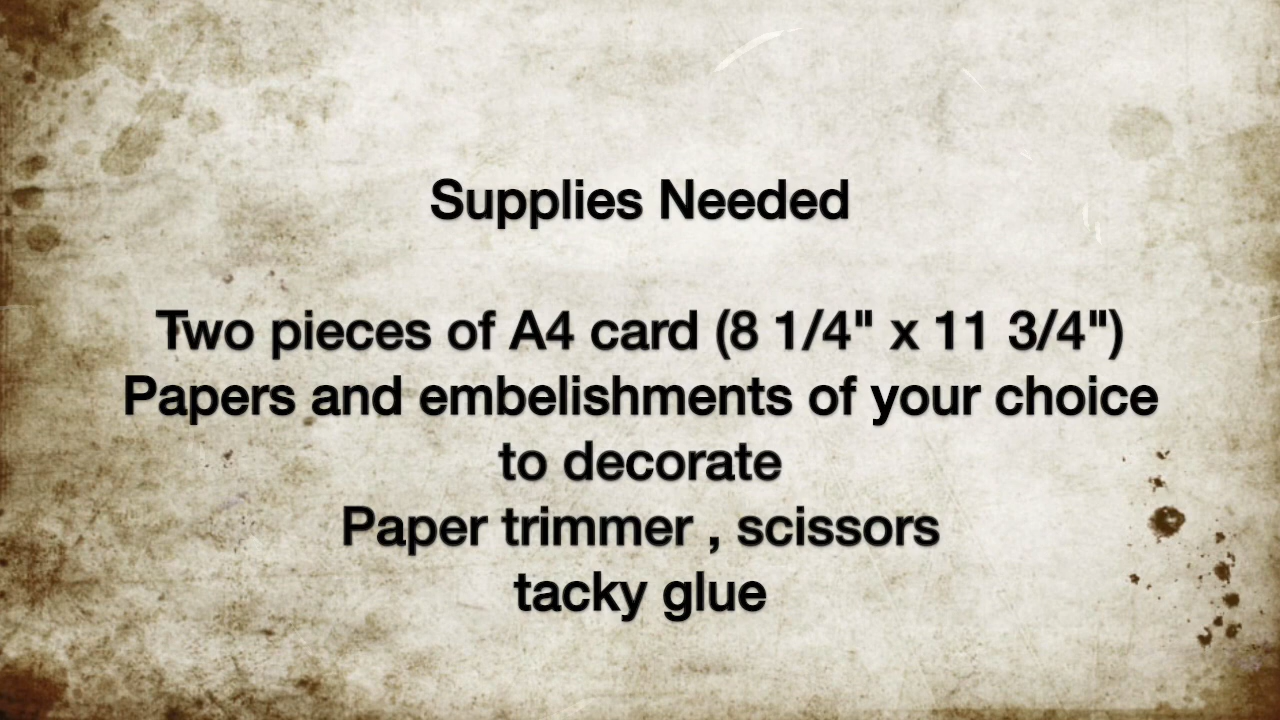 Supplies Needed
Two pieces of A4 card (8 1/4" x 11 3/4")
Papers and embelishments of your choice
to decorate
Paper trimmer , scissors
tacky glue